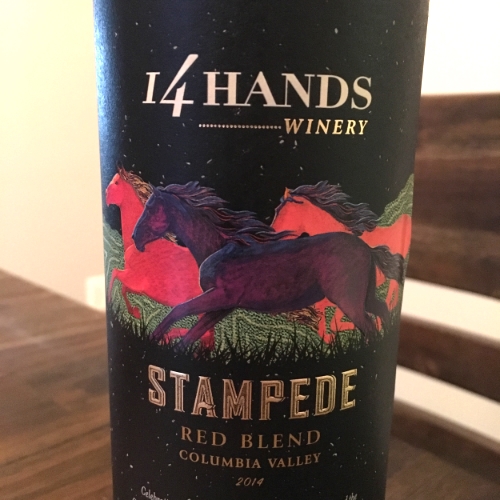 14 HANDS
WINERY
STAMPEDE
RED BLEND
COLUMBIA VALLEY
2014